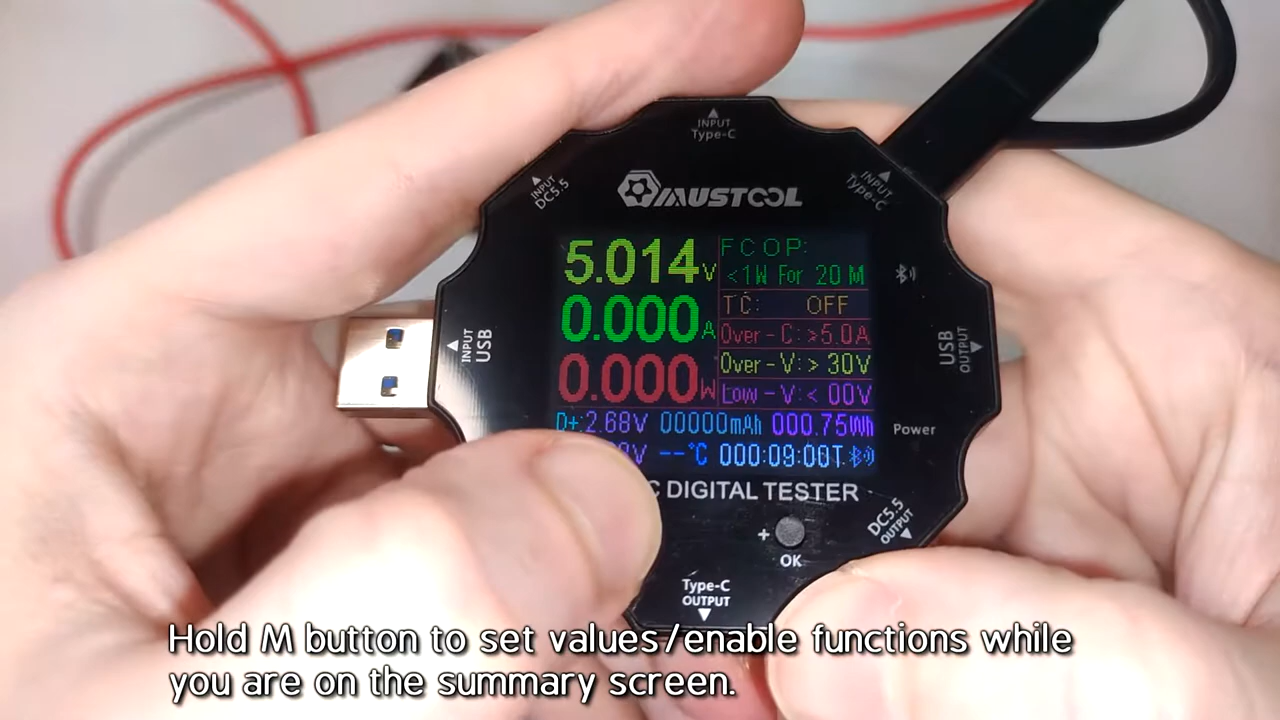 INPUT
Type-C
INPUT
DC5.5
INPUT
Type-C
MUSTOOL
5.014V
0.000A
0.000W
FCOP:
<1W For 20 M
TC: OFF
Over-C: >5.0A
Over-V: > 30V
Low-V: < 00V
D+:2.68V 00000mAh 000.75Wh
V --°C 000:09:00T
INPUT
USB
USB
OUTPUT
Power
C DIGITAL TESTER
DC5.5
OUTPUT
+
OK
Type-C
OUTPUT
Hold M button to set values/enable functions while
you are on the summary screen.